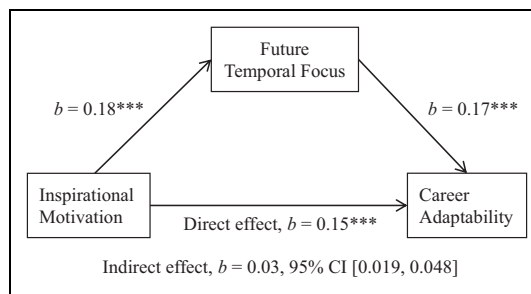 Future
Temporal Focus
b = 0.18***
b = 0.17***
Inspirational
Motivation
Career
Adaptability
Direct effect, b = 0.15***
Indirect effect, b = 0.03, 95% CI [0.019, 0.048]